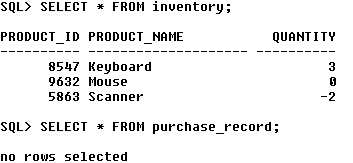 SQL> SELECT * FROM inventory;
PRODUCT_ID PRODUCT_NAME QUANTITY
---------- -------------------- ----------
8547 Keyboard 3
9632 Mouse 0
5863 Scanner -2
SQL> SELECT * FROM purchase_record;
no rows selected